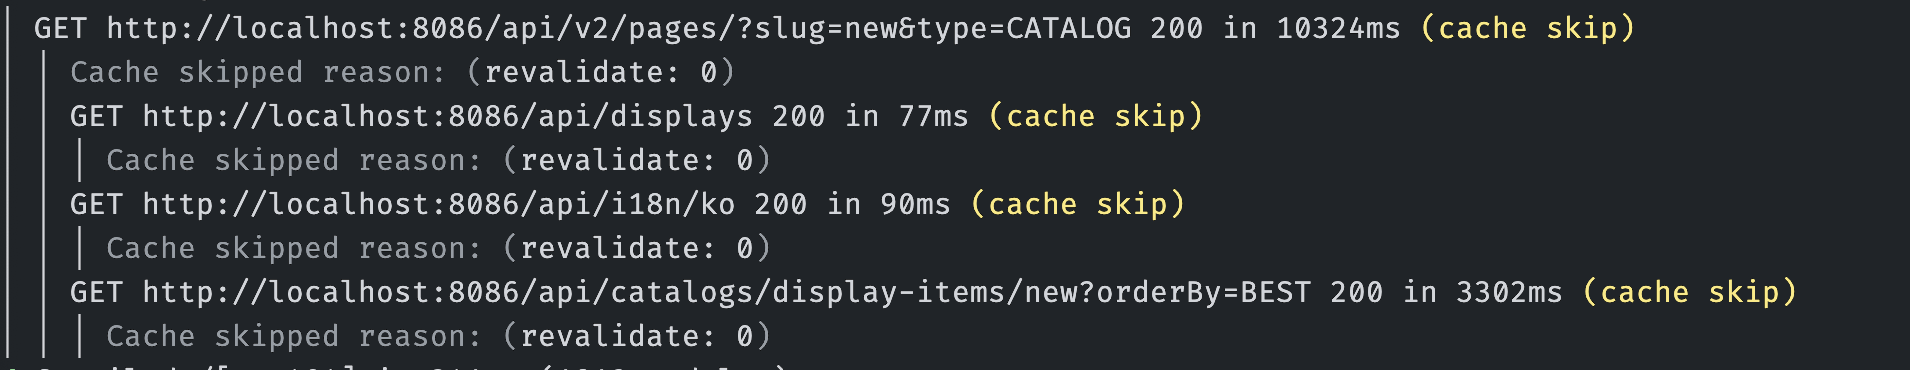 GET http://localhost:8086/api/v2/pages/?slug=new&type=CATALOG 200 in 10324ms (cache skip)
Cache skipped reason: (revalidate: 0)
GET http://localhost:8086/api/displays 200 in 77ms (cache skip)
Cache skipped reason: (revalidate: 0)
GET http://localhost:8086/api/i18n/ko 200 in 90ms (cache skip)
Cache skipped reason: (revalidate: 0)
GET http://localhost:8086/api/catalogs/display-items/new?orderBy=BEST 200 in 3302ms (cache skip)
Cache skipped reason: (revalidate: 0)